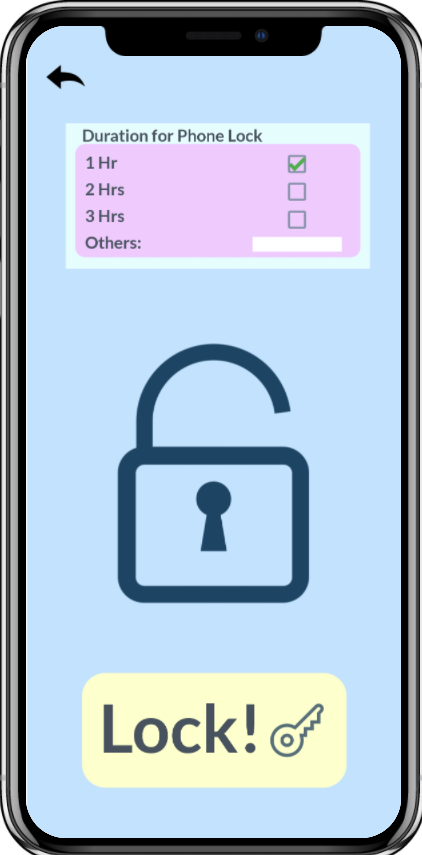 Duration for Phone Lock
1 Hr
2 Hrs
3 Hrs
Others:
Lock!